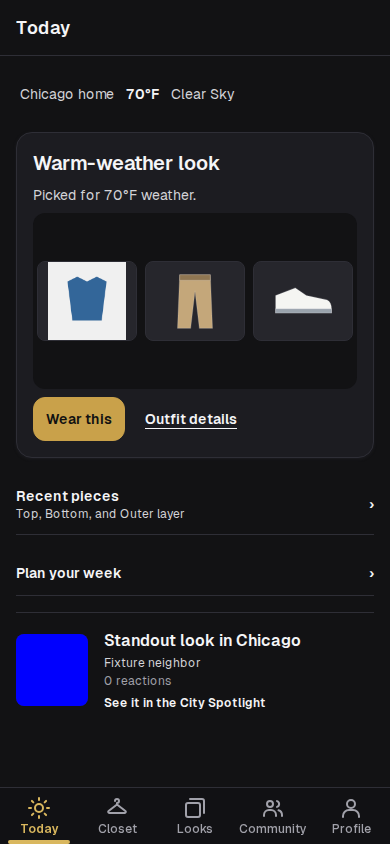 Today
Chicago home 70°F Clear Sky
Warm-weather look
Picked for 70°F weather.
Wear this Outfit details
Recent pieces
Top, Bottom, and Outer layer
Plan your week
Standout look in Chicago
Fixture neighbor
0 reactions
See it in the City Spotlight
Today Closet Looks Community Profile